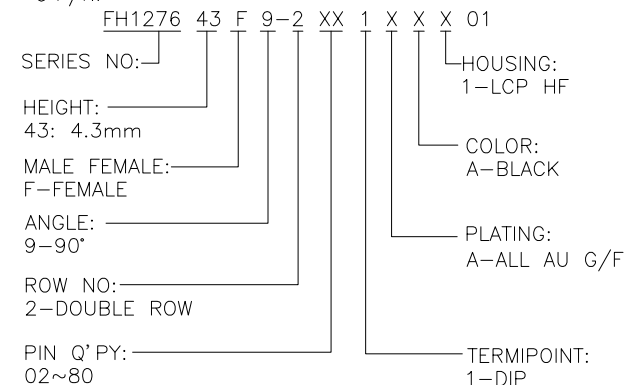 FH1276 43 F 9-2 XX 1 X X X 01
SERIES NO:
HOUSING:
1-LCP HF
HEIGHT:
43: 4.3mm
COLOR:
A-BLACK
MALE FEMALE:
F-FEMALE
ANGLE:
9-90°
PLATING:
A-ALL AU G/F
ROW NO:
2-DOUBLE ROW
PIN Q'PY:
02~80
TERMIPOINT:
1-DIP